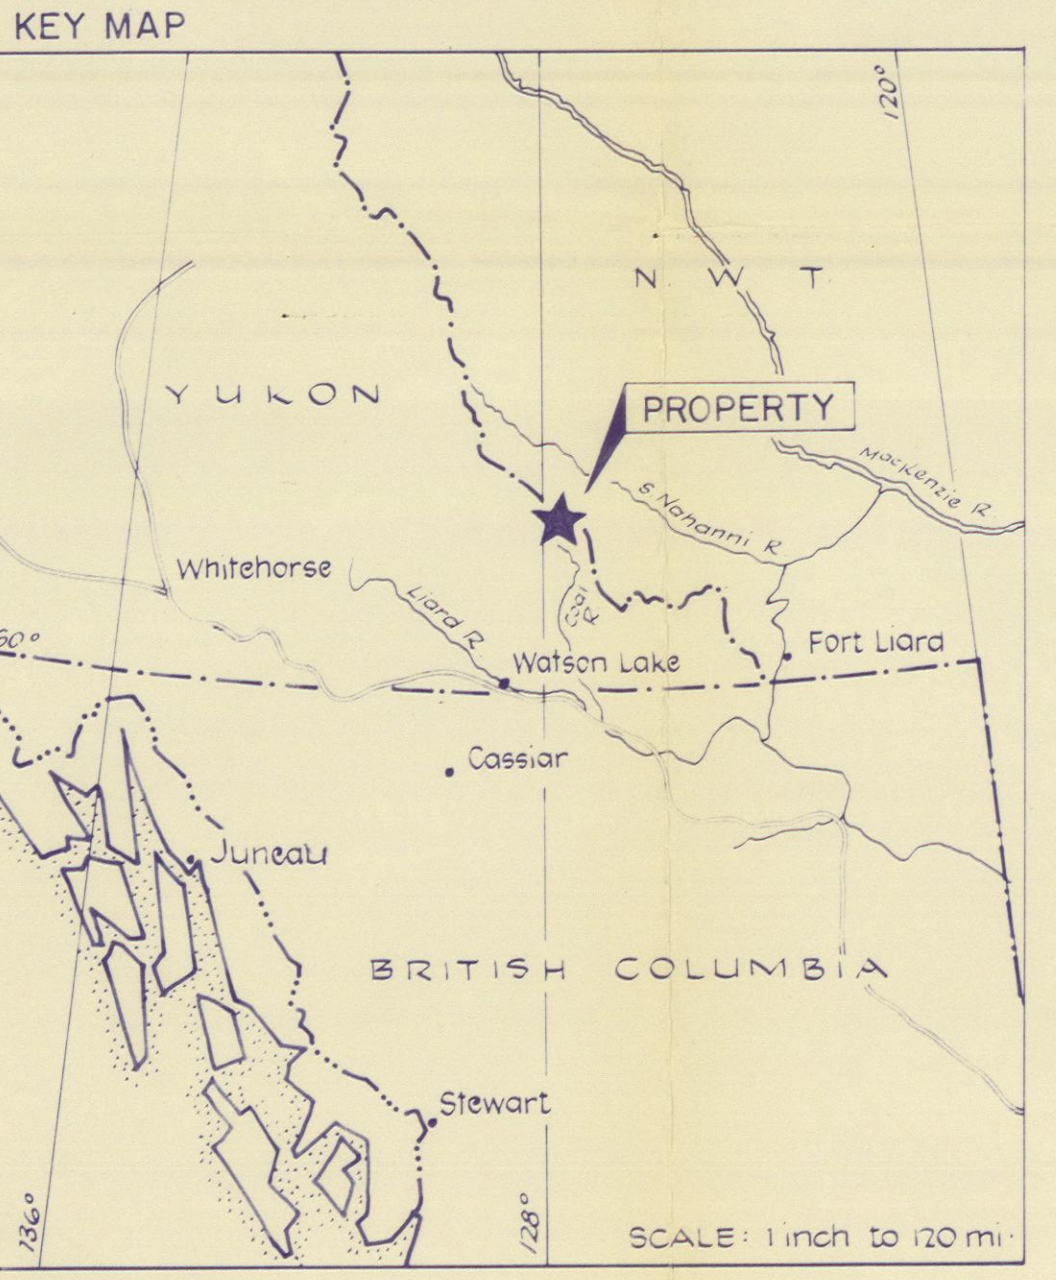 KEY MAP
120°
N W T
YUKON
PROPERTY
Mackenzie R.
S. Nahanni R.
Whitehorse
Liard R.
Coal R.
60°
Watson Lake
Fort Liard
Cassiar
Juneau
BRITISH COLUMBIA
Stewart
136°
128°
SCALE: 1 inch to 120 mi.